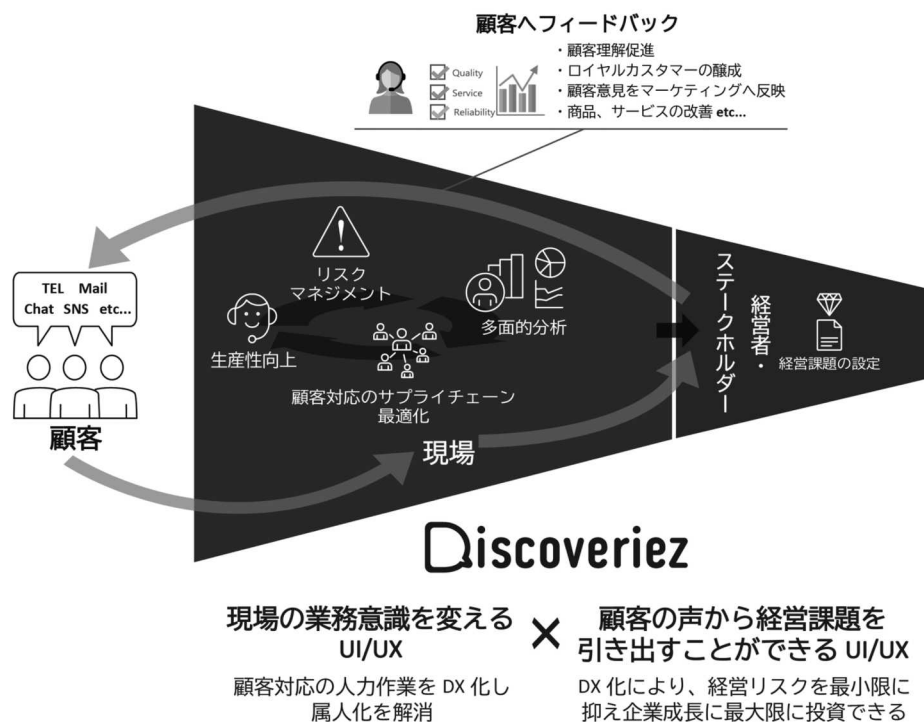 顧客へフィードバック
・顧客理解促進
・ロイヤルカスタマーの醸成
・顧客意見をマーケティングへ反映
・商品、サービスの改善 etc...
Quality
Service
Reliability
TEL Mail
Chat SNS etc...
顧客
リスク
マネジメント
多面的分析
生産性向上
顧客対応のサプライチェーン
最適化
現場
経営者・
ステークホルダー
経営課題の設定
Discoveriez
現場の業務意識を変える
UI/UX
顧客対応の人力作業を DX 化し
属人化を解消
×
顧客の声から経営課題を
引き出すことができる UI/UX
DX 化により、経営リスクを最小限に
抑え企業成長に最大限に投資できる